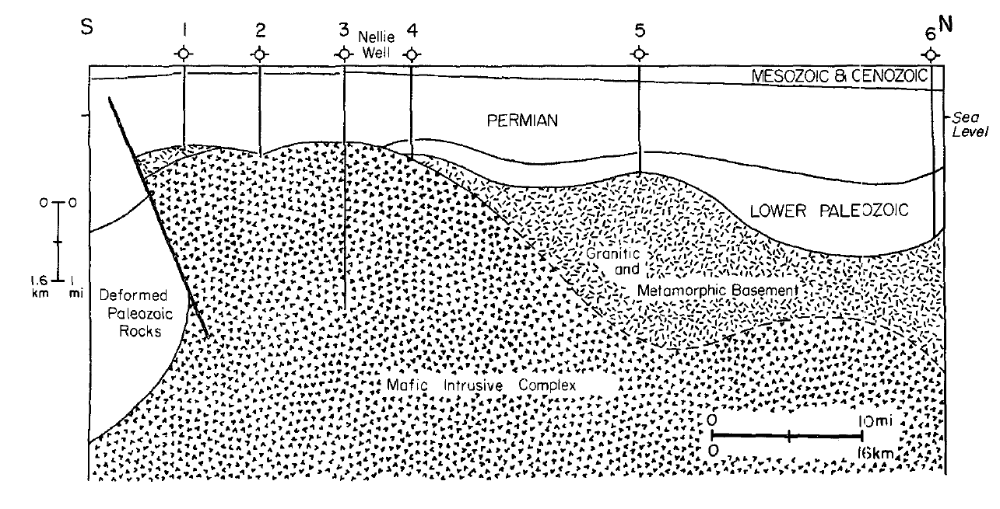 S
1
2
3
Nellie
Well
4
5
6
N
MESOZOIC & CENOZOIC
PERMIAN
Sea
Level
LOWER PALEOZOIC
0 0
1.6 1
km mi
Granitic
and
Metamorphic Basement
Deformed
Paleozoic
Rocks
Mafic Intrusive Complex
0 10mi
0 16km